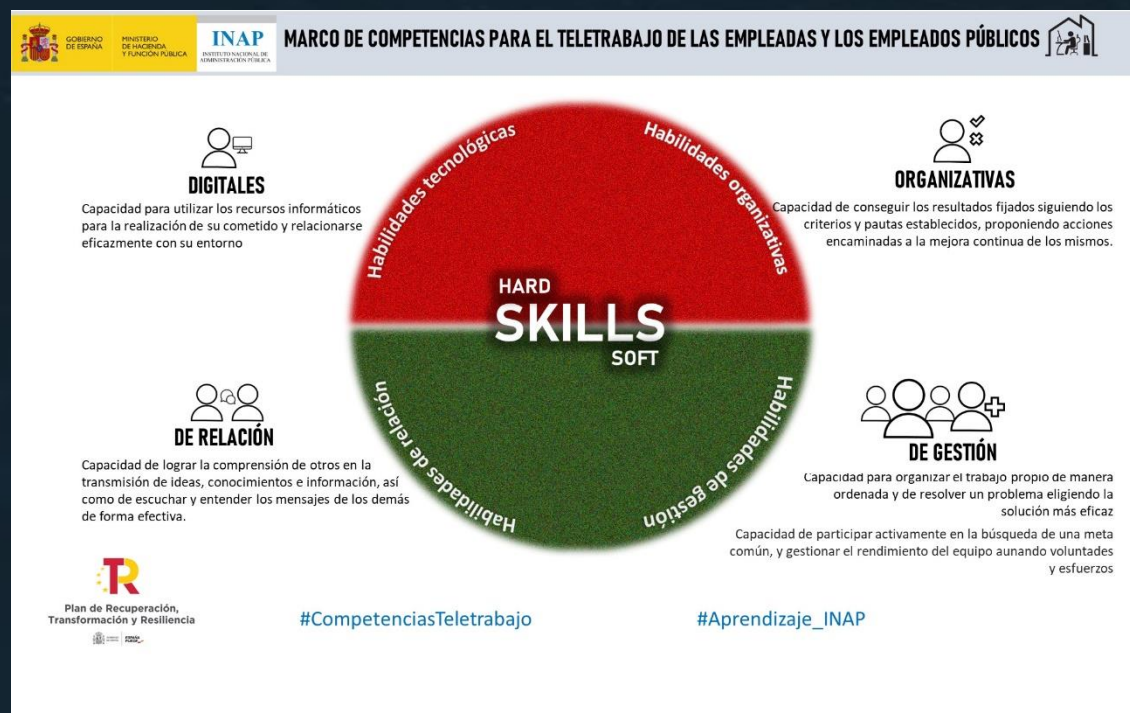 GOBIERNO
DE ESPAÑA
MINISTERIO
DE HACIENDA
Y FUNCIÓN PÚBLICA
INAP
INSTITUTO NACIONAL DE
ADMINISTRACIÓN PÚBLICA
MARCO DE COMPETENCIAS PARA EL TELETRABAJO DE LAS EMPLEADAS Y LOS EMPLEADOS PÚBLICOS
DIGITALES
Capacidad para utilizar los recursos informáticos
para la realización de su cometido y relacionarse
eficazmente con su entorno
Habilidades tecnológicas
Habilidades organizativas
ORGANIZATIVAS
Capacidad de conseguir los resultados fijados siguiendo los
criterios y pautas establecidos, proponiendo acciones
encaminadas a la mejora continua de los mismos.
HARD
SKILLS
SOFT
DE RELACIÓN
Capacidad de lograr la comprensión de otros en la
transmisión de ideas, conocimientos e información, así
como de escuchar y entender los mensajes de los demás
de forma efectiva.
Habilidades de relación
Habilidades de gestión
DE GESTIÓN
Capacidad para organizar el trabajo propio de manera
ordenada y de resolver un problema eligiendo la
solución más eficaz
Capacidad de participar activamente en la búsqueda de una meta
común, y gestionar el rendimiento del equipo aunando voluntades
y esfuerzos
Plan de Recuperación,
Transformación y Resiliencia
#CompetenciasTeletrabajo
#Aprendizaje_INAP